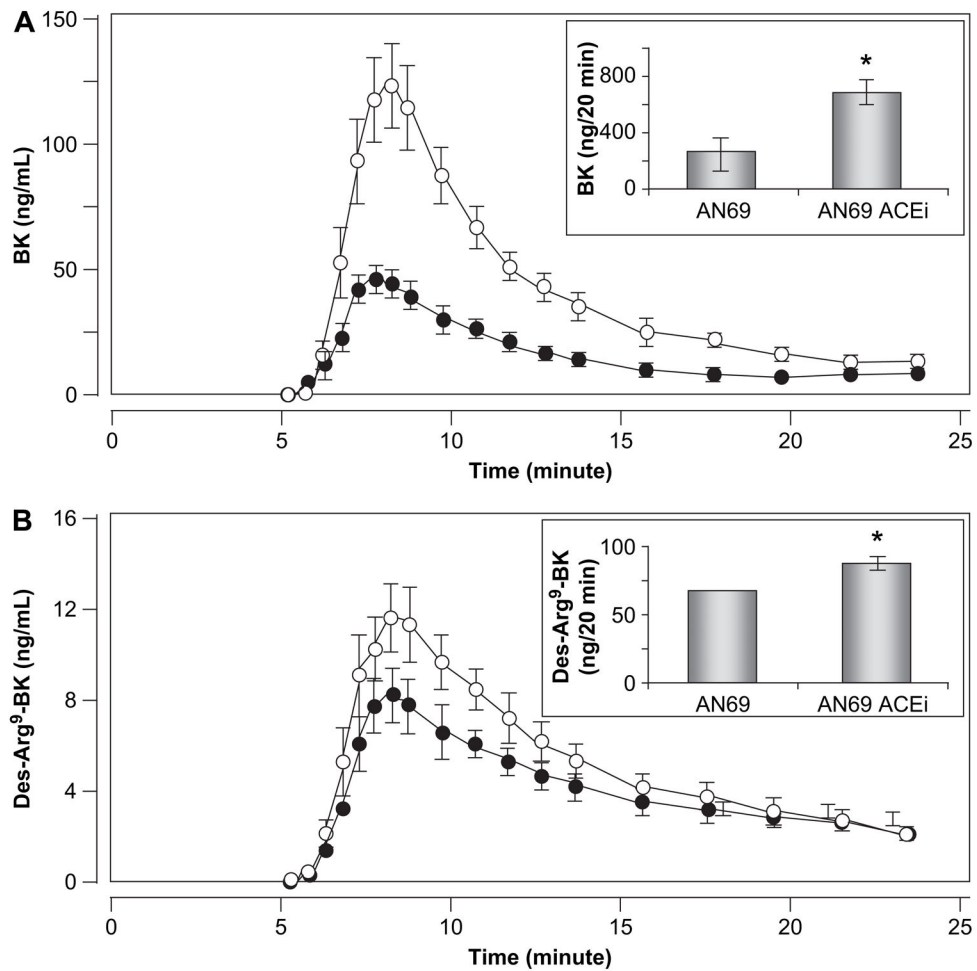 A
150
100
50
0
BK (ng/mL)
0 5 10 15 20 25
Time (minute)
BK (ng/20 min)
800
400
0
*
AN69 AN69 ACEi
B
16
12
8
4
0
Des-Arg⁹-BK (ng/mL)
0 5 10 15 20 25
Time (minute)
Des-Arg⁹-BK
(ng/20 min)
100
50
0
*
AN69 AN69 ACEi